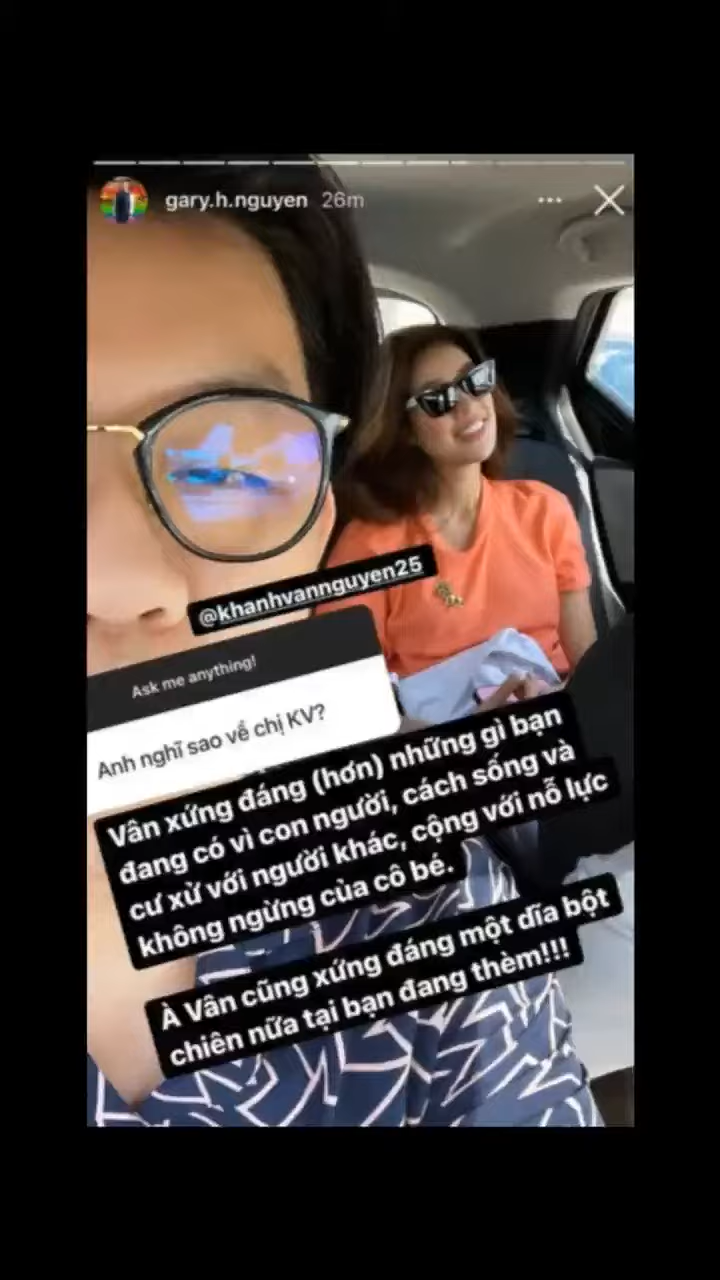 gary.h.nguyen 26m
@khanhvannguyen25
Ask me anything!
Anh nghĩ sao về chị KV?
Vân xứng đáng (hơn) những gì bạn
đang có vì con người, cách sống và
cư xử với người khác, cộng với nỗ lực
không ngừng của cô bé.
À Vân cũng xứng đáng một dĩa bột
chiên nữa tại bạn đang thèm!!!